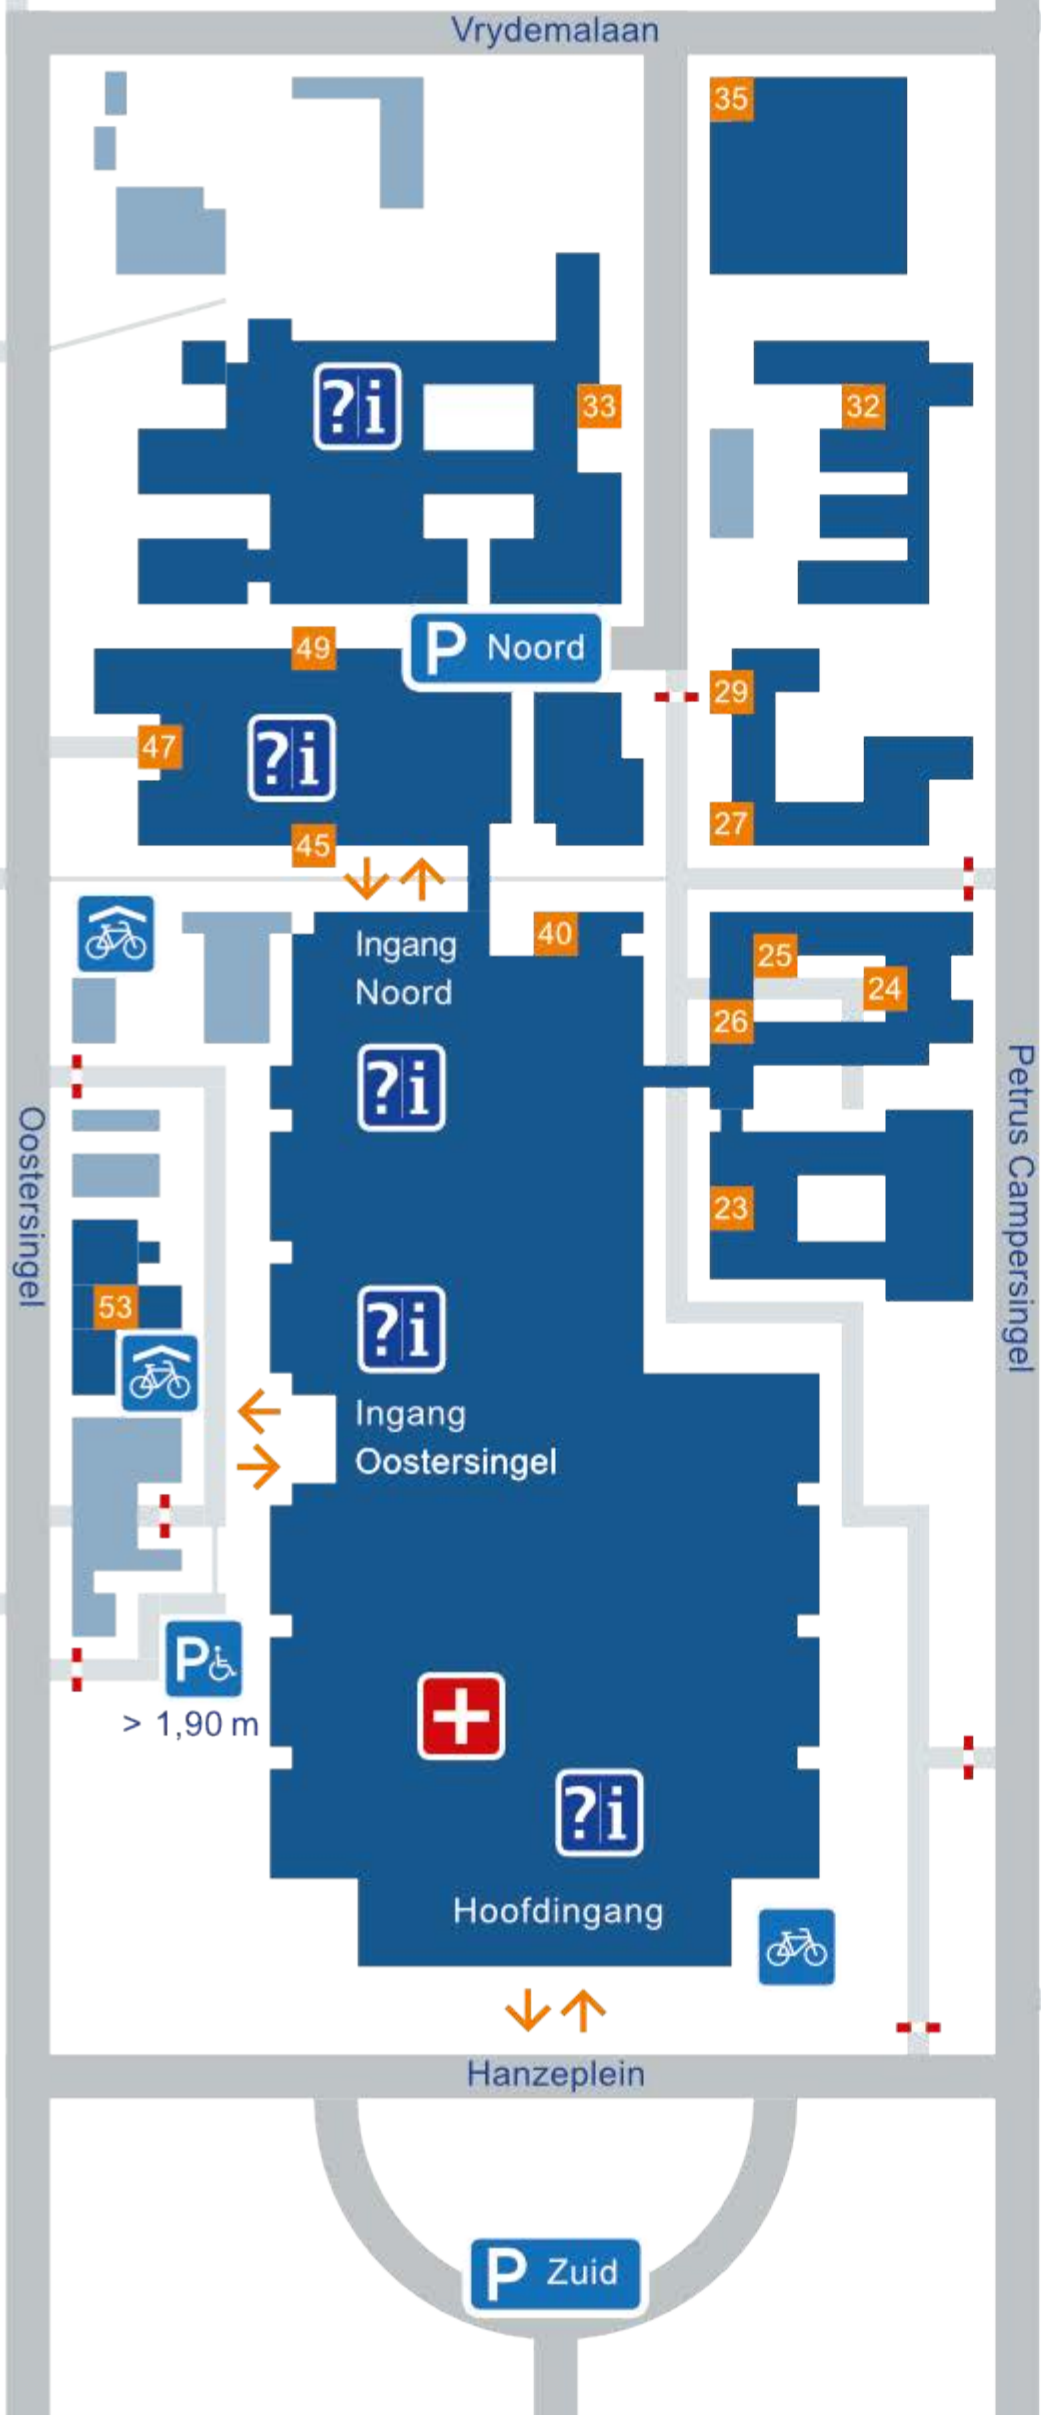 Vrydemalaan
35
?i
33
32
49
P Noord
29
47
?i
27
45
Ingang
Noord
40
25
24
26
?i
Oostersingel
Petrus Campersingel
23
53
?i
Ingang
Oostersingel
P
> 1,90 m
?i
Hoofdingang
Hanzeplein
P Zuid